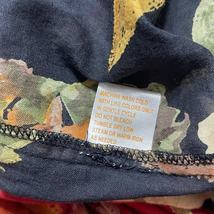 MACHINE WASH COLD
WITH LIKE COLORS ONLY
IN GENTLE CYCLE
DO NOT BLEACH
TUMBLE DRY LOW
STEAM OR WARM IRON
AS NEEDED